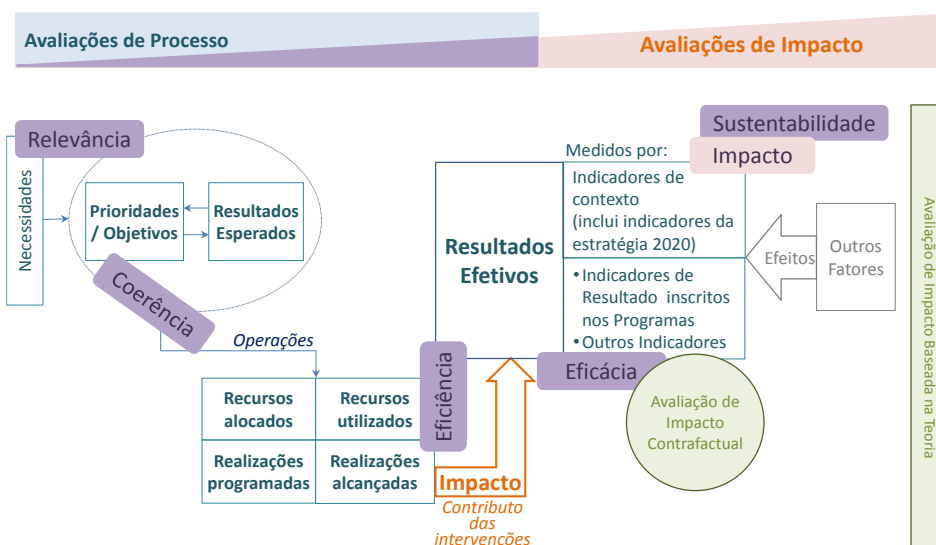 Avaliações de Processo
Avaliações de Impacto
Sustentabilidade
Relevância
Medidos por:
Impacto
Necessidades
Prioridades
/ Objetivos
Resultados
Esperados
Coerência
Operações
Resultados
Efetivos
Indicadores de
contexto
(inclui indicadores da
estratégia 2020)
•Indicadores de
Resultado inscritos
nos Programas
•Outros Indicadores
Efeitos
Outros
Fatores
Avaliação de Impacto Baseada na Teoria
Eficiência
Eficácia
Avaliação de
Impacto
Contrafactual
Recursos
alocados
Recursos
utilizados
Realizações
programadas
Realizações
alcançadas
Impacto
Contributo
das
intervenções